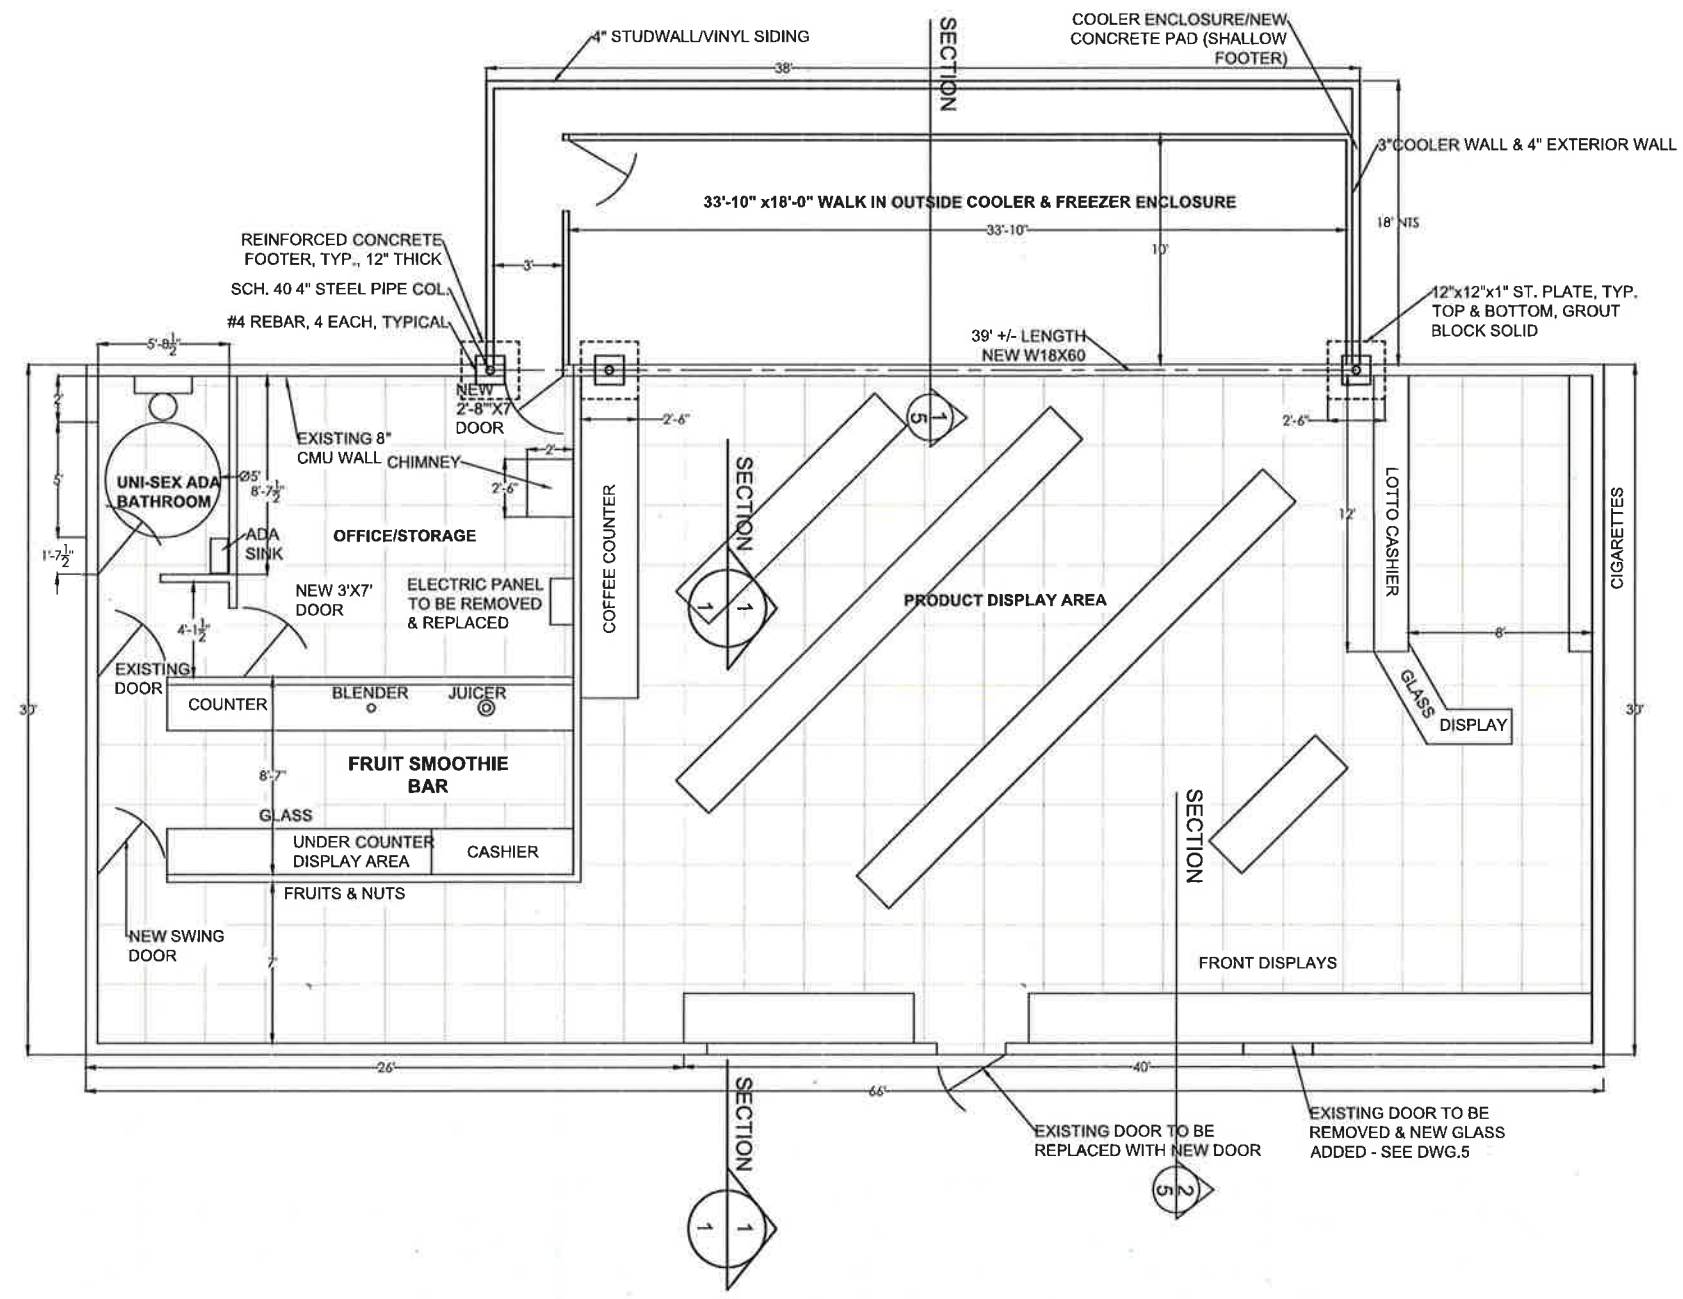 4" STUDWALL/VINYL SIDING
SECTION
COOLER ENCLOSURE/NEW
CONCRETE PAD (SHALLOW
FOOTER)
38'
3"COOLER WALL & 4" EXTERIOR WALL
33'-10" x18'-0" WALK IN OUTSIDE COOLER & FREEZER ENCLOSURE
33'-10"
10'
18' NTS
3'
REINFORCED CONCRETE
FOOTER, TYP., 12" THICK
SCH. 40 4" STEEL PIPE COL.
#4 REBAR, 4 EACH, TYPICAL
12"x12"x1" ST. PLATE, TYP.
TOP & BOTTOM, GROUT
BLOCK SOLID
39' +/- LENGTH
NEW W18X60
5'-8½"
2'
5'
1'-7½"
UNI-SEX ADA
BATHROOM
Ø5'
8'-7½"
ADA
SINK
EXISTING 8"
CMU WALL
NEW
2'-8"'X7'
DOOR
CHIMNEY
2'
2'-6"
OFFICE/STORAGE
NEW 3'X7'
DOOR
ELECTRIC PANEL
TO BE REMOVED
& REPLACED
4'-1½"
EXISTING
DOOR
COFFEE COUNTER
2'-6"
1
5
SECTION
1
1
PRODUCT DISPLAY AREA
2'-6"
12'
LOTTO CASHIER
CIGARETTES
8'
GLASS
DISPLAY
30'
30'
COUNTER
BLENDER
JUICER
FRUIT SMOOTHIE
BAR
8'-7"
GLASS
UNDER COUNTER
DISPLAY AREA
CASHIER
FRUITS & NUTS
NEW SWING
DOOR
7'
SECTION
FRONT DISPLAYS
26'
40'
66'
SECTION
1
1
EXISTING DOOR TO BE
REPLACED WITH NEW DOOR
EXISTING DOOR TO BE
REMOVED & NEW GLASS
ADDED - SEE DWG.5
2
5